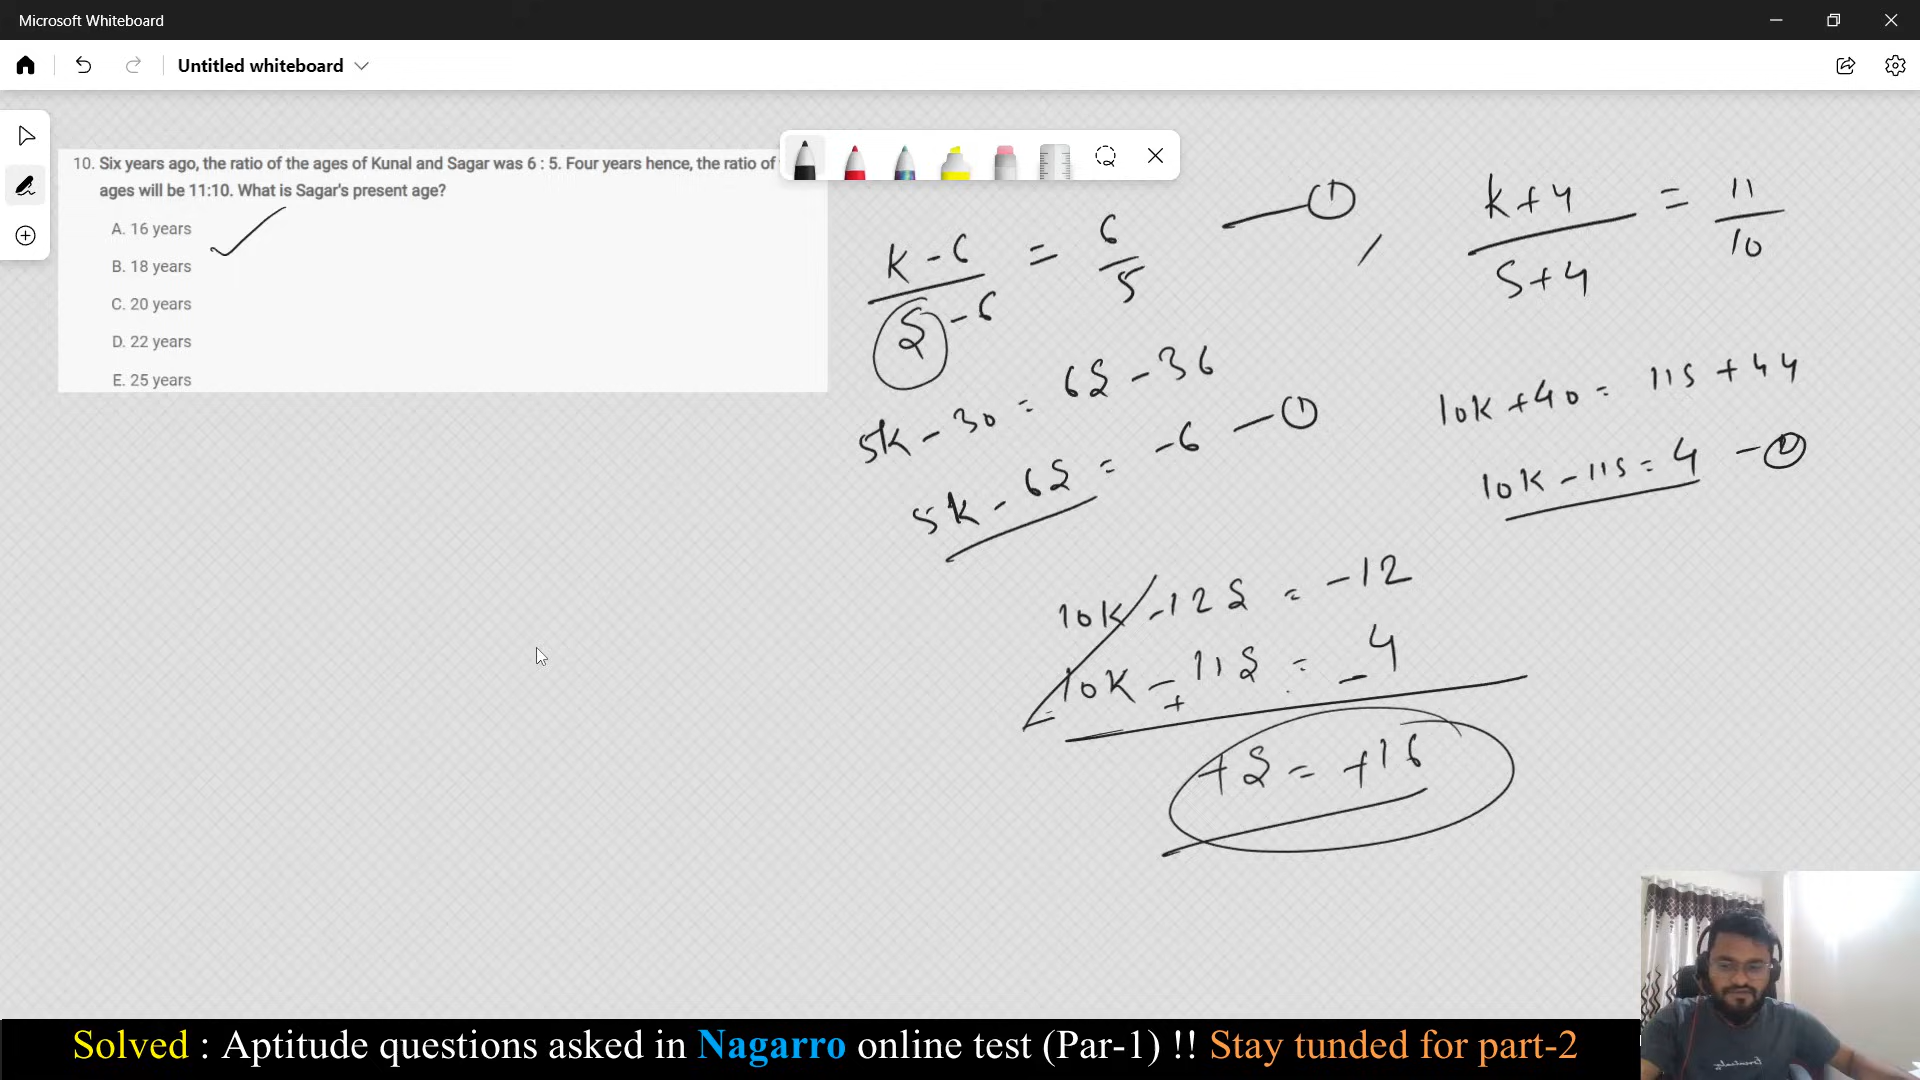 Microsoft Whiteboard
Untitled whiteboard
10. Six years ago, the ratio of the ages of Kunal and Sagar was 6 : 5. Four years hence, the ratio of
ages will be 11:10. What is Sagar's present age?
A. 16 years
B. 18 years
C. 20 years
D. 22 years
E. 25 years
K - 6 = 6
S - 6 5
1
,
K + 4 = 11
S + 4 10
5K - 30 = 6S - 36
5K - 6S = -6 — 1
10K + 40 = 11S + 44
10K - 11S = 4 —
10K - 12S = -12
10K - 11S = 4
- + -
+S = +16
Solved : Aptitude questions asked in Nagarro online test (Par-1) !! Stay tunded for part-2